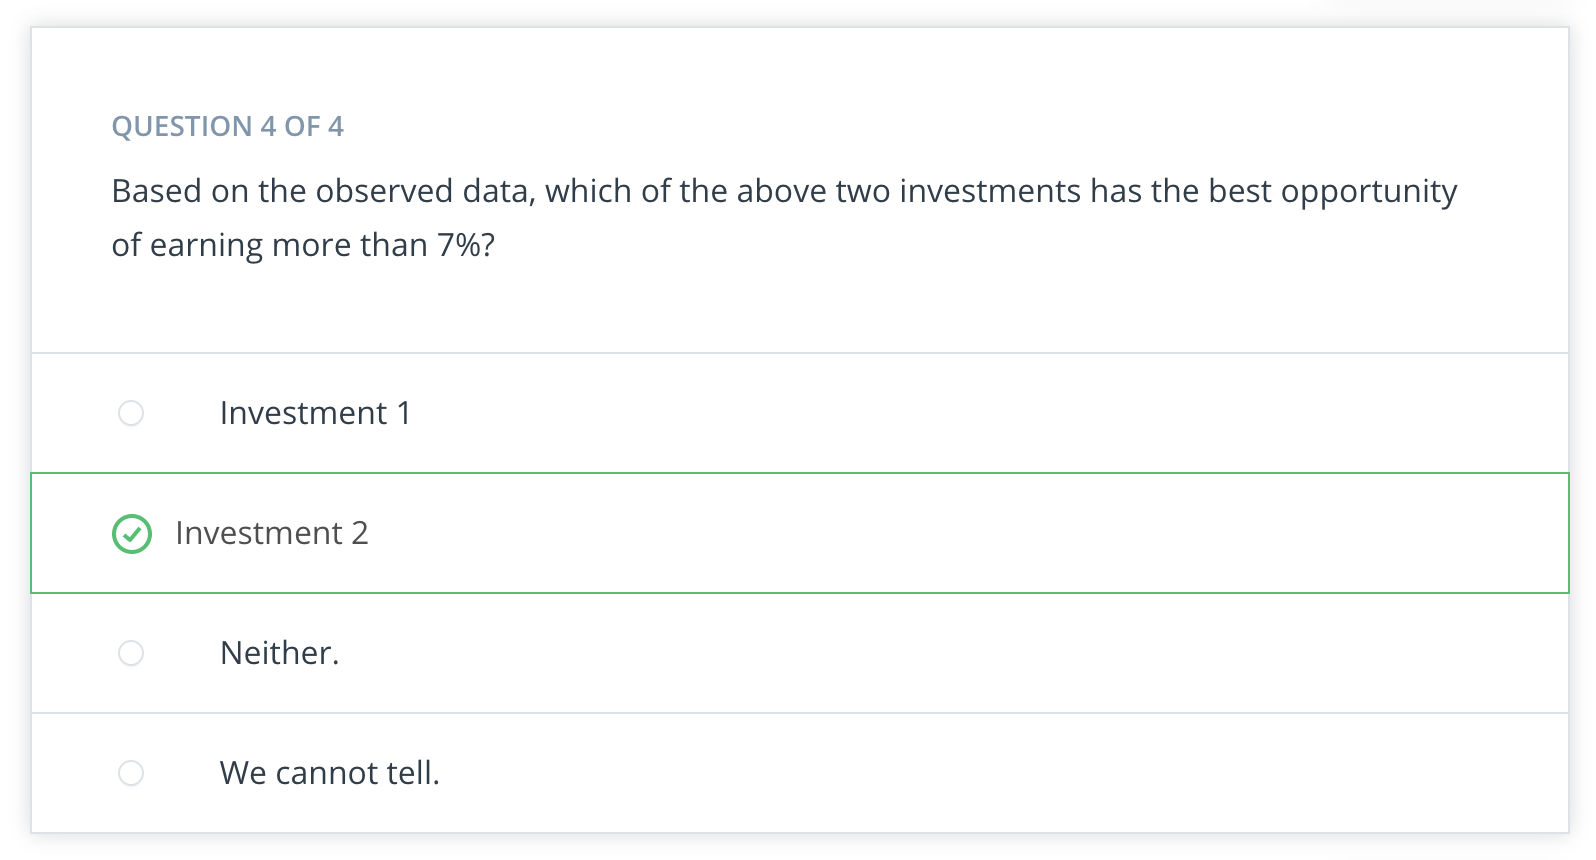 QUESTION 4 OF 4
Based on the observed data, which of the above two investments has the best opportunity
of earning more than 7%?
Investment 1
Investment 2
Neither.
We cannot tell.